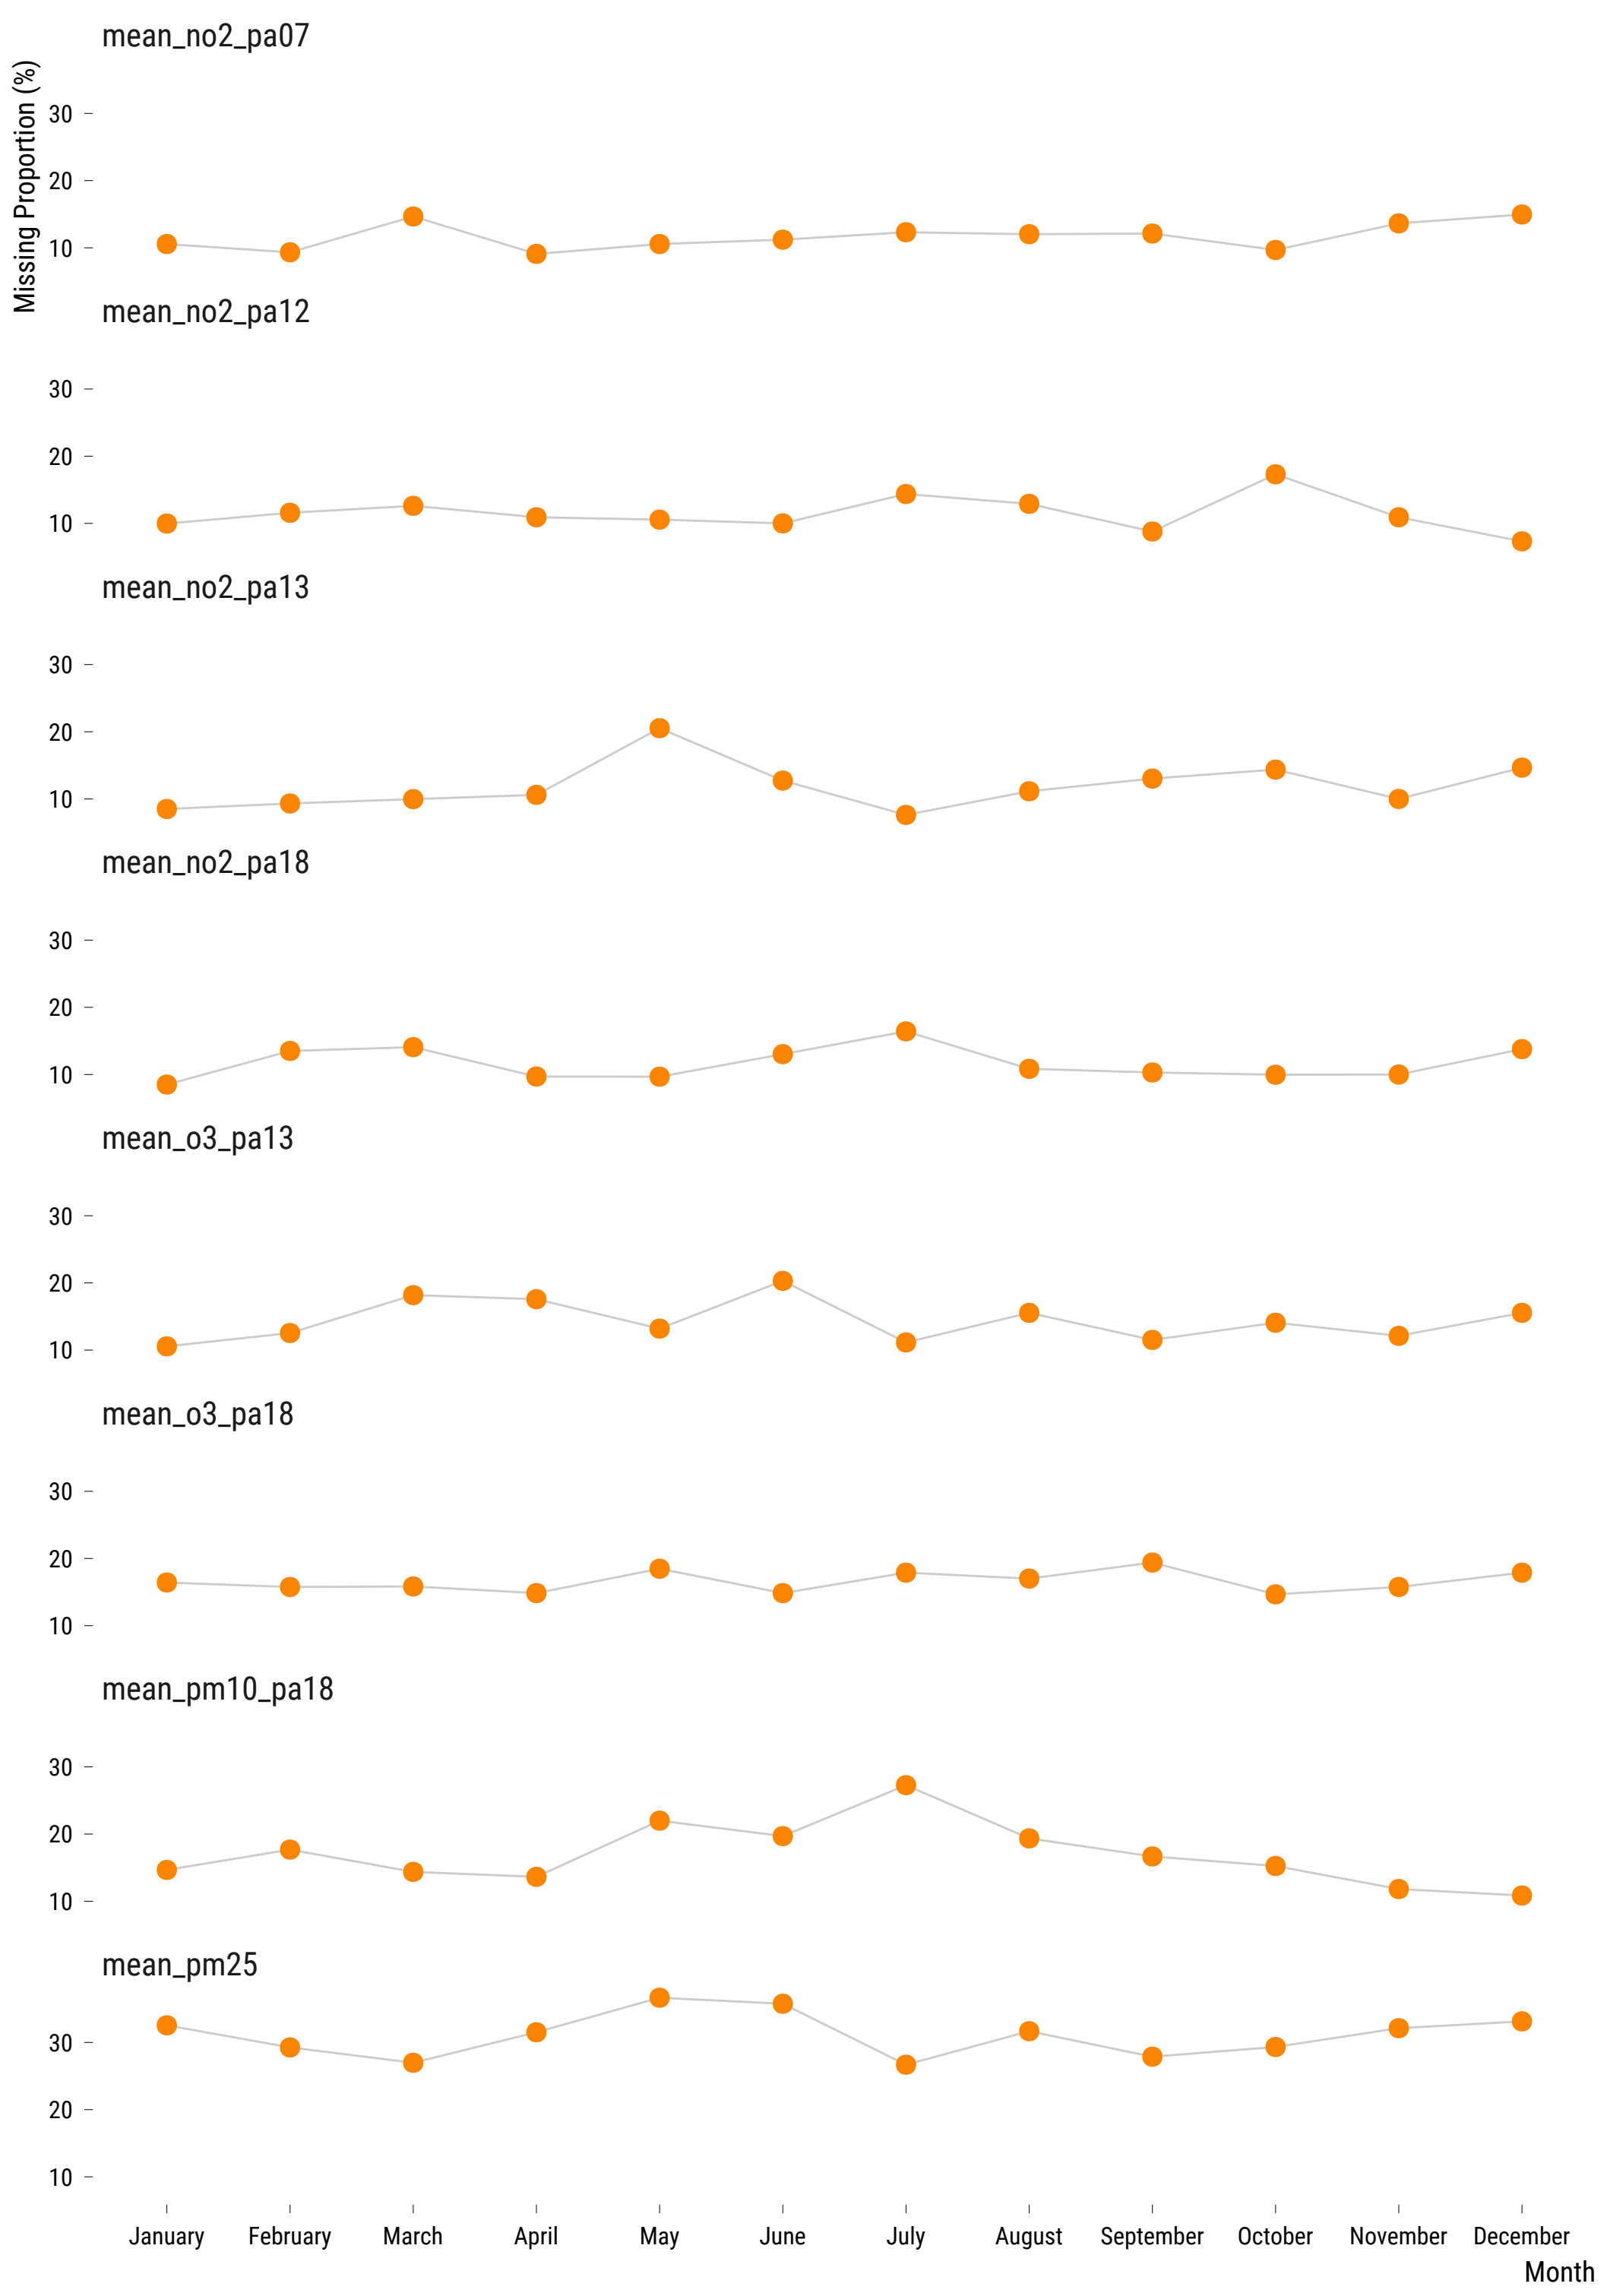 mean_no2_pa07
Missing Proportion (%)
30
20
10
mean_no2_pa12
30
20
10
mean_no2_pa13
30
20
10
mean_no2_pa18
30
20
10
mean_o3_pa13
30
20
10
mean_o3_pa18
30
20
10
mean_pm10_pa18
30
20
10
mean_pm25
30
20
10
January February March April May June July August September October November December
Month